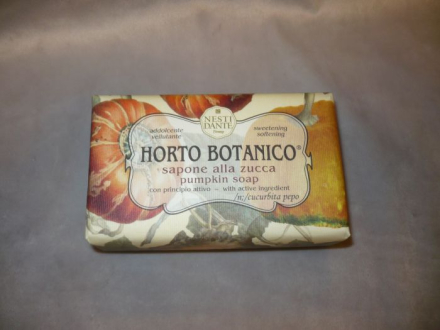 NESTI
DANTE
addolcente
vellutante
sweetening
softening
HORTO BOTANICO®
sapone alla zucca
pumpkin soap
con principio attivo – with active ingredient
/n:/cucurbita pepo